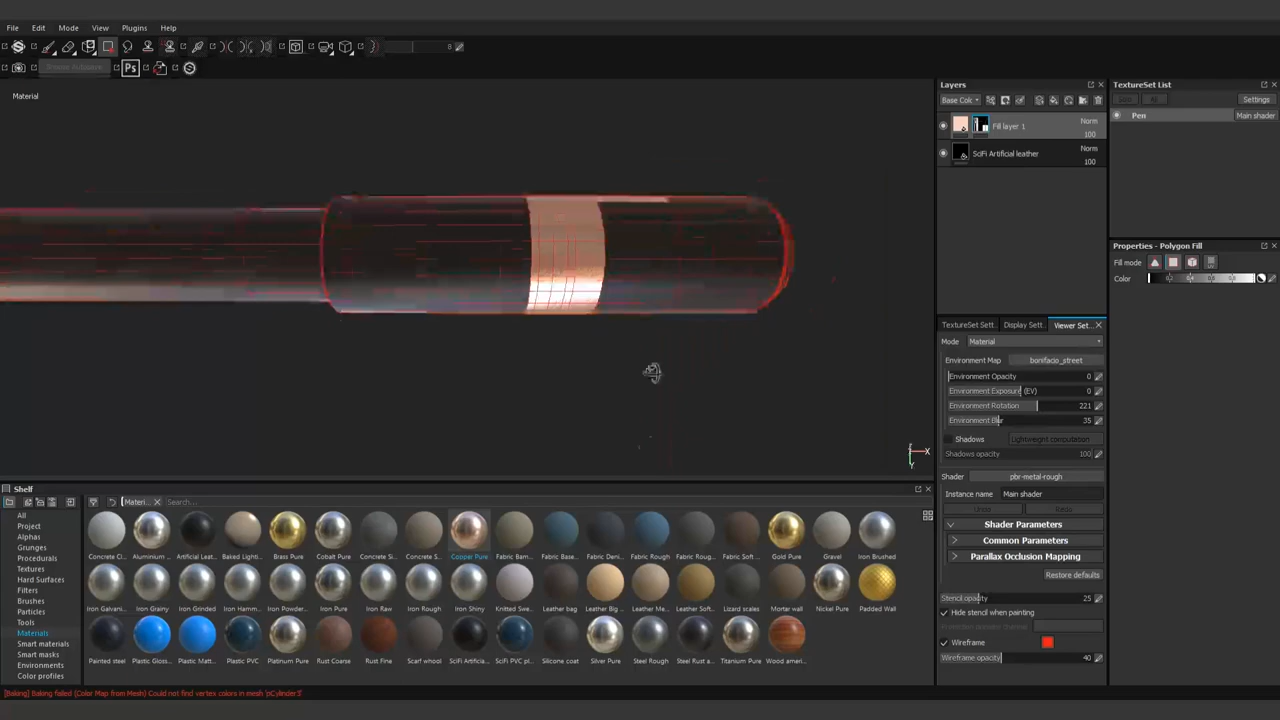 File Edit Mode View Plugins Help
8
Ps
Material
Layers
Base Col
Fill layer 1
Norm
100
SciFi Artificial leather
Norm
100
TextureSet List
Settings
Pen
Main shader
Properties - Polygon Fill
Fill mode
Color
TextureSet Sett
Display Sett
Viewer Set...
Mode Material
Environment Map bonifacio_street
Environment Opacity 0
Environment Exposure (EV) 0
Environment Rotation 221
Environment Blur 35
Shadows Lightweight computation
Shadows opacity 100
Shader pbr-metal-rough
Instance name Main shader
Undo Redo
Shader Parameters
Common Parameters
Parallax Occlusion Mapping
Restore defaults
Stencil opacity 25
Hide stencil when painting
Wireframe
Wireframe opacity 40
X
Y
Shelf
Materi...
Search...
All
Project
Alphas
Grunges
Procedurals
Textures
Hard Surfaces
Filters
Brushes
Particles
Tools
Materials
Smart materials
Smart masks
Environments
Color profiles
Concrete Cl... Aluminium ... Artificial Leat... Baked Lighti... Brass Pure Cobalt Pure Concrete Si... Concrete S... Copper Pure Fabric Bam... Fabric Base... Fabric Deni... Fabric Rough Fabric Roug... Fabric Soft ... Gold Pure Gravel Iron Brushed
Iron Galvani... Iron Grainy Iron Grinded Iron Hamm... Iron Powder... Iron Pure Iron Raw Iron Rough Iron Shiny Knitted Swe... Leather bag Leather Big ... Leather Me... Leather Soft... Lizard scales Mortar wall Nickel Pure Padded Wall
Painted steel Plastic Gloss... Plastic Matt... Plastic PVC Platinum Pure Rust Coarse Rust Fine Scarf wool SciFi Artificia... SciFi PVC pl... Silicone coat Silver Pure Steel Rough Steel Rust a... Titanium Pure Wood ameri...
[Baking] Baking failed (Color Map from Mesh) Could not find vertex colors in mesh 'pCylinder3'